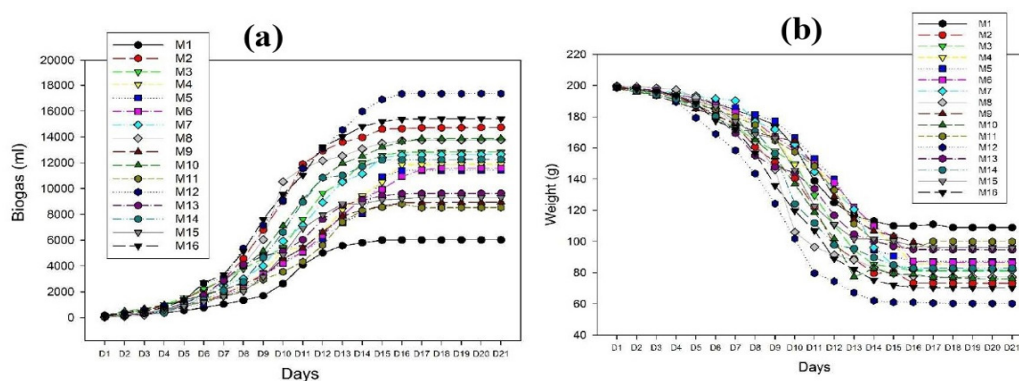 (a)
M1
M2
M3
M4
M5
M6
M7
M8
M9
M10
M11
M12
M13
M14
M15
M16
20000
18000
16000
14000
12000
10000
8000
6000
4000
2000
0
Biogas (ml)
D1 D2 D3 D4 D5 D6 D7 D8 D9 D10 D11 D12 D13 D14 D15 D16 D17 D18 D19 D20 D21
Days
(b)
M1
M2
M3
M4
M5
M6
M7
M8
M9
M10
M11
M12
M13
M14
M15
M16
220
200
180
160
140
120
100
80
60
40
Weight (g)
D1 D2 D3 D4 D5 D6 D7 D8 D9 D10 D11 D12 D13 D14 D15 D16 D17 D18 D19 D20 D21
Days